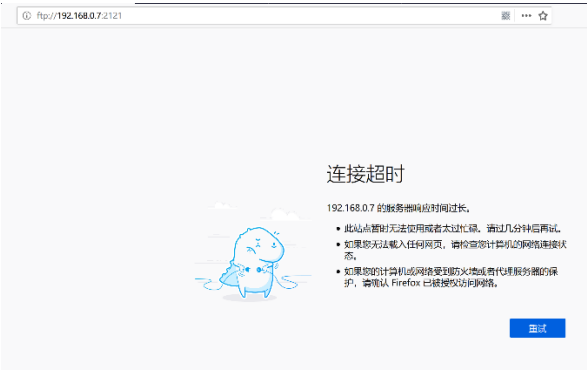 ftp://192.168.0.7:2121
连接超时
192.168.0.7 的服务器响应时间过长。
此站点暂时无法使用或者太过忙碌。请过几分钟后再试。
如果您无法载入任何网页，请检查您计算机的网络连接状
态。
如果您的计算机或网络受到防火墙或者代理服务器的保
护，请确认 Firefox 已被授权访问网络。
重试